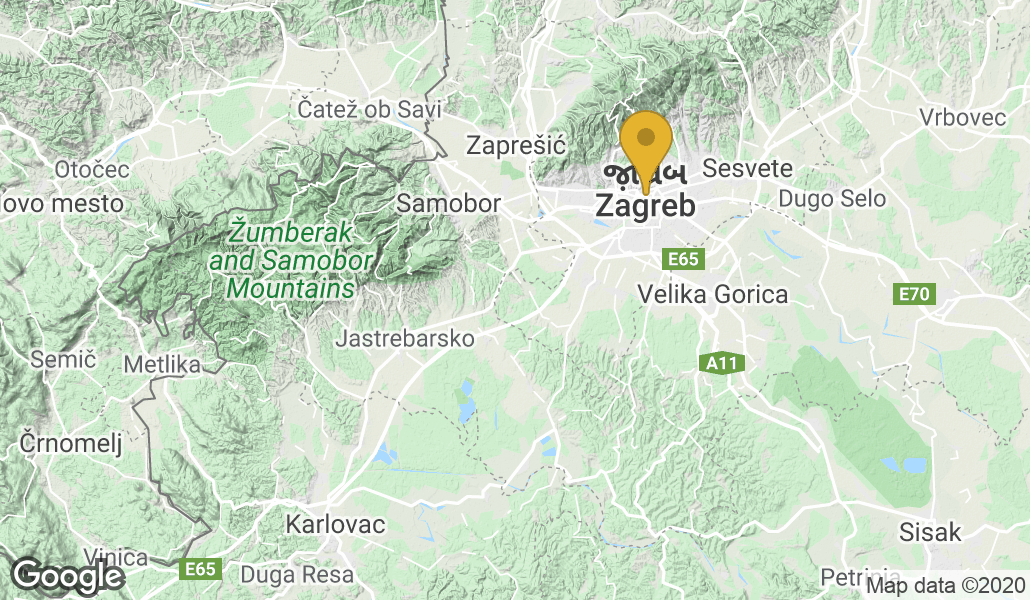 Čatež ob Savi
Vrbovec
Zaprešić
Otočec
Sesvete
Zagreb
lovo mesto
Samobor
Dugo Selo
Žumberak
and Samobor
Mountains
E65
Velika Gorica
E70
Jastrebarsko
Semič
Metlika
A11
Črnomelj
Karlovac
Sisak
Vinica
E65
Duga Resa
Google
Petrinja
Map data ©2020